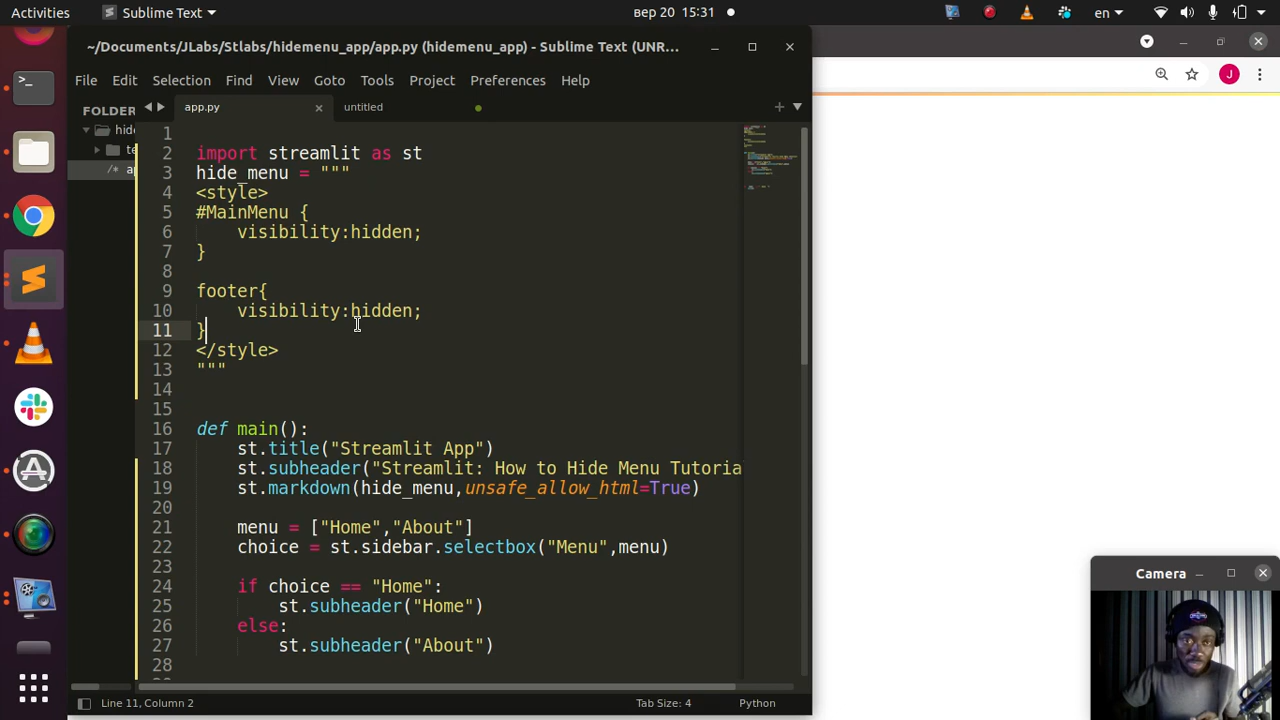 Activities
Sublime Text
вер 20 15:31
en
~/Documents/JLabs/Stlabs/hidemenu_app/app.py (hidemenu_app) - Sublime Text (UNR...
File Edit Selection Find View Goto Tools Project Preferences Help
FOLDER
app.py
untitled
hide
te
/* ap
J
1
2 import streamlit as st
3 hide_menu = """
4 <style>
5 #MainMenu {
6 visibility:hidden;
7 }
8
9 footer{
10 visibility:hidden;
11 }
12 </style>
13 """
14
15
16 def main():
17 st.title("Streamlit App")
18 st.subheader("Streamlit: How to Hide Menu Tutoria
19 st.markdown(hide_menu,unsafe_allow_html=True)
20
21 menu = ["Home","About"]
22 choice = st.sidebar.selectbox("Menu",menu)
23
24 if choice == "Home":
25 st.subheader("Home")
26 else:
27 st.subheader("About")
28
Line 11, Column 2
Tab Size: 4
Python
Camera